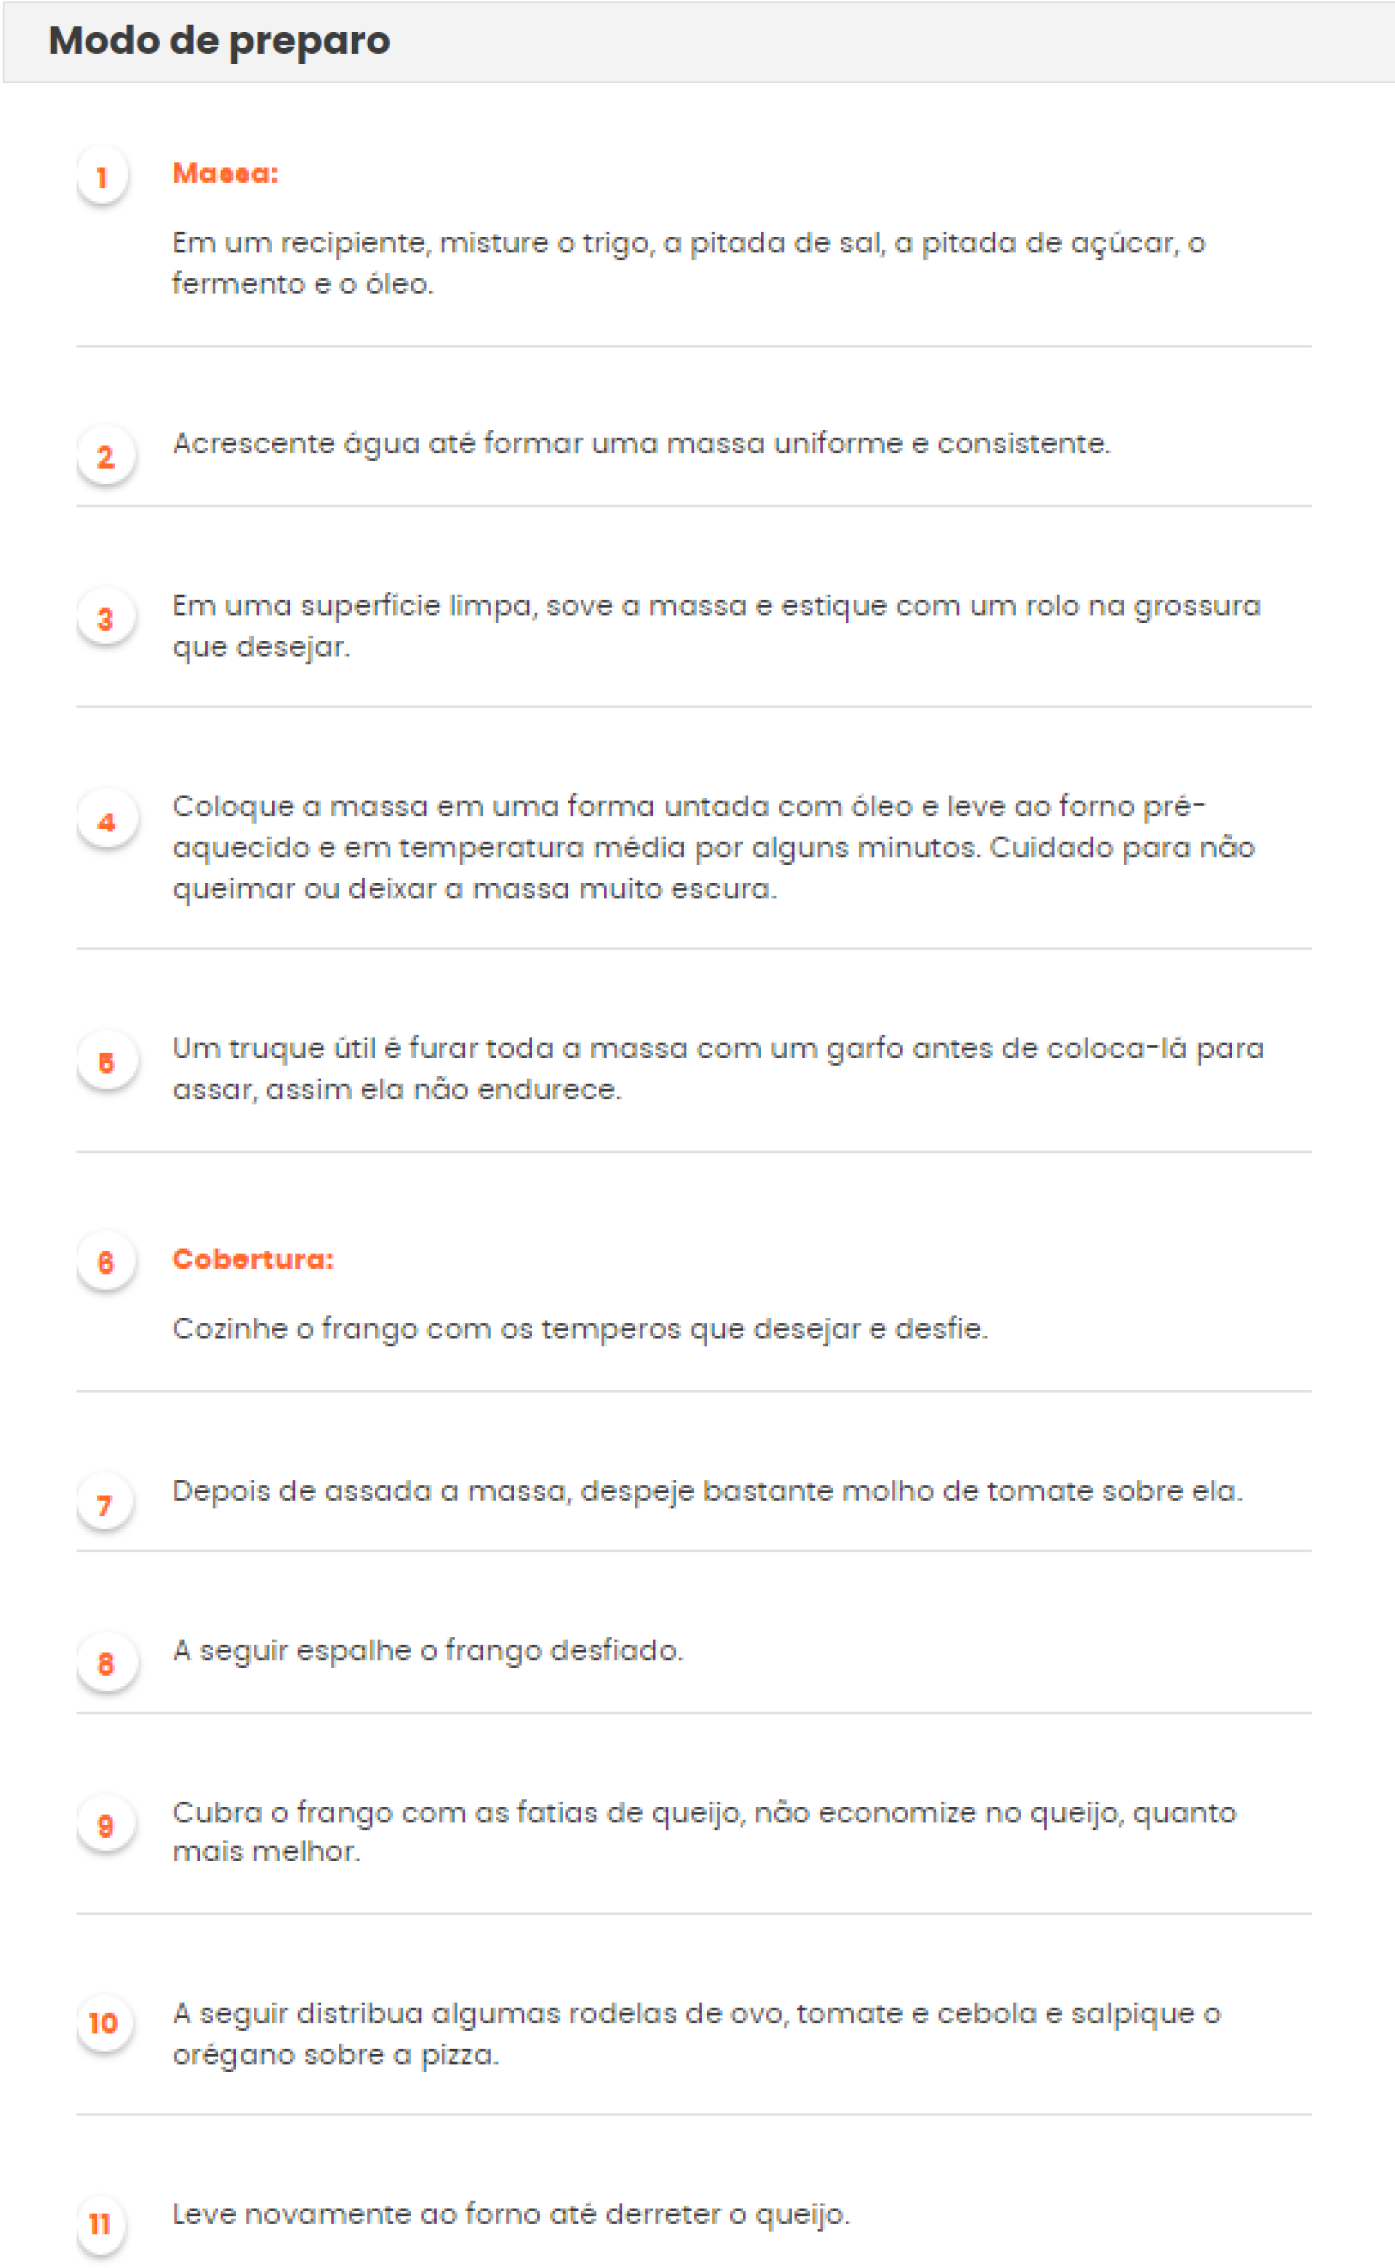 Modo de preparo
1
Massa:
Em um recipiente, misture o trigo, a pitada de sal, a pitada de açúcar, o
fermento e o óleo.
2
Acrescente água até formar uma massa uniforme e consistente.
3
Em uma superfície limpa, sove a massa e estique com um rolo na grossura
que desejar.
4
Coloque a massa em uma forma untada com óleo e leve ao forno pré-
aquecido e em temperatura média por alguns minutos. Cuidado para não
queimar ou deixar a massa muito escura.
5
Um truque útil é furar toda a massa com um garfo antes de coloca-lá para
assar, assim ela não endurece.
6
Cobertura:
Cozinhe o frango com os temperos que desejar e desfie.
7
Depois de assada a massa, despeje bastante molho de tomate sobre ela.
8
A seguir espalhe o frango desfiado.
9
Cubra o frango com as fatias de queijo, não economize no queijo, quanto
mais melhor.
10
A seguir distribua algumas rodelas de ovo, tomate e cebola e salpique o
orégano sobre a pizza.
11
Leve novamente ao forno até derreter o queijo.